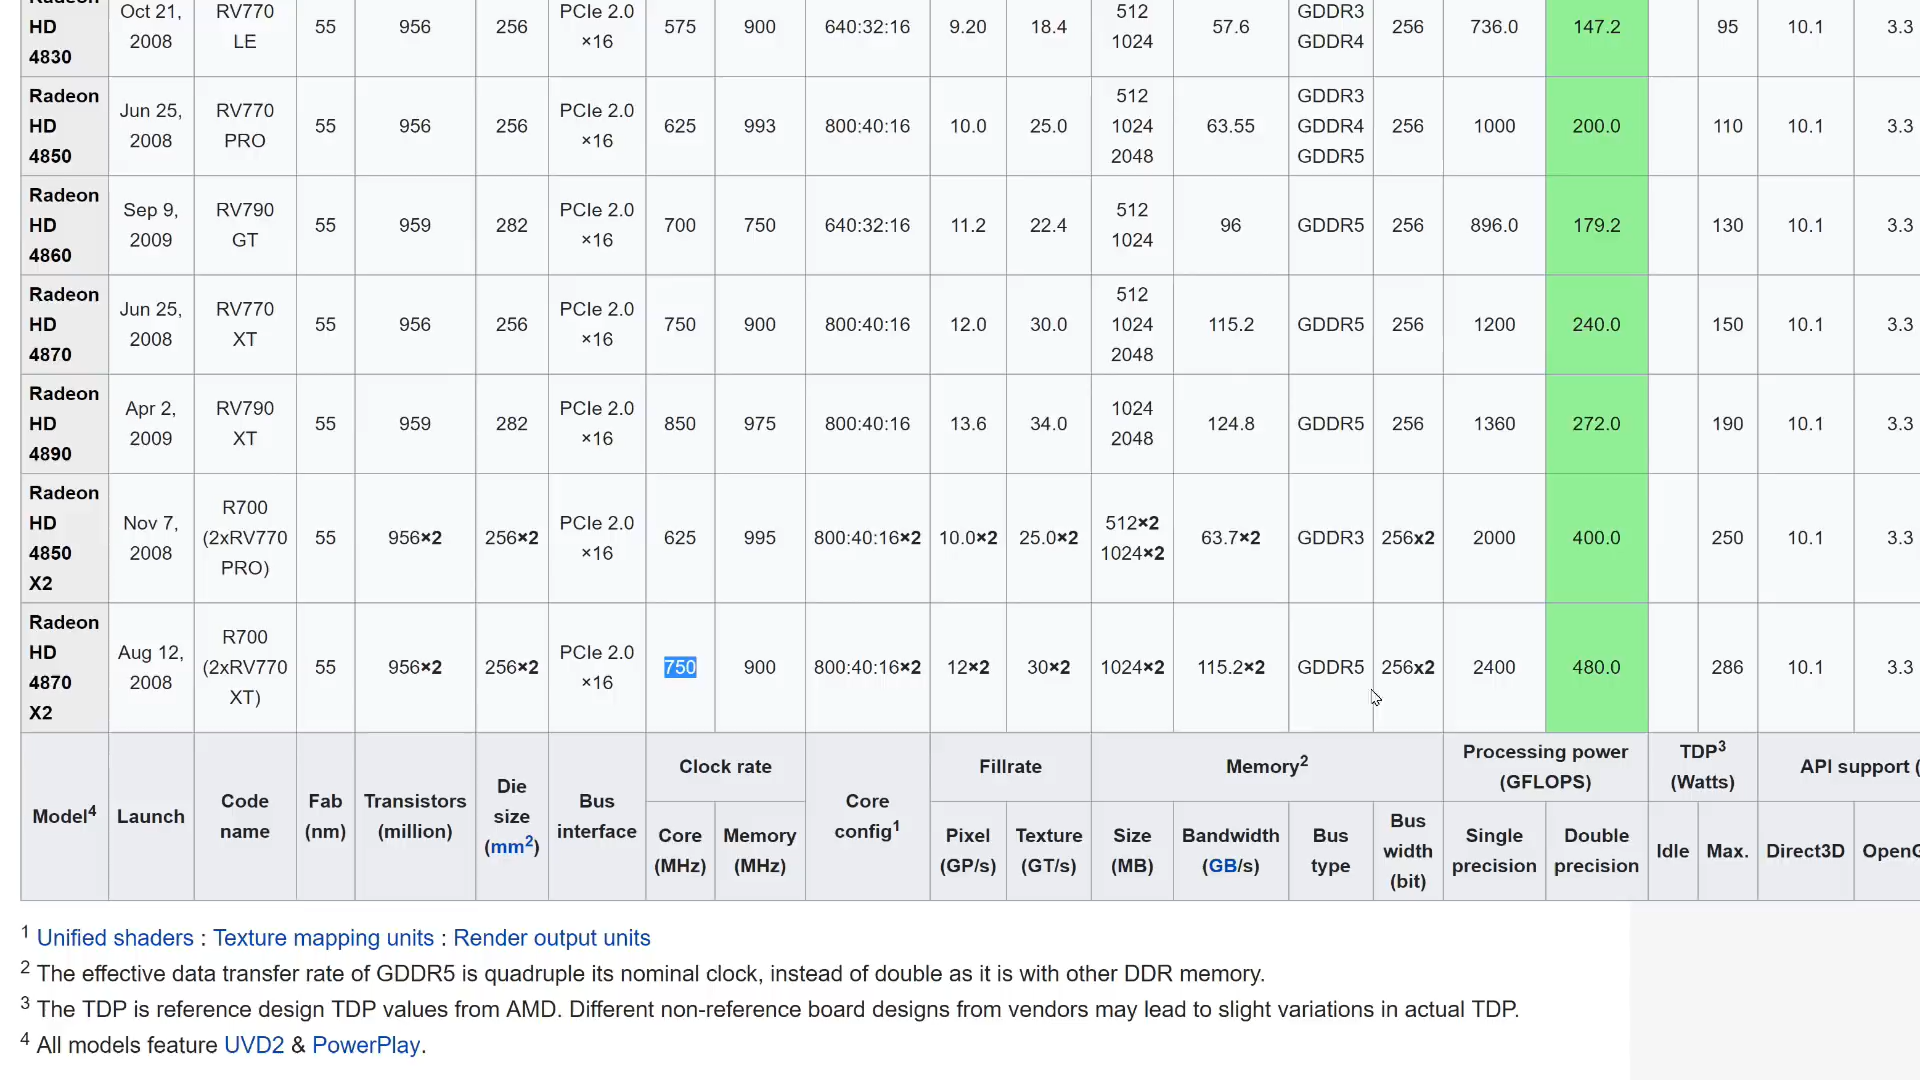 Radeon HD 4830 Oct 21, 2008 RV770 LE 55 956 256 PCIe 2.0 ×16 575 900 640:32:16 9.20 18.4 512 1024 57.6 GDDR3 GDDR4 256 736.0 147.2 95 10.1 3.3
Radeon HD 4850 Jun 25, 2008 RV770 PRO 55 956 256 PCIe 2.0 ×16 625 993 800:40:16 10.0 25.0 512 1024 2048 63.55 GDDR3 GDDR4 GDDR5 256 1000 200.0 110 10.1 3.3
Radeon HD 4860 Sep 9, 2009 RV790 GT 55 959 282 PCIe 2.0 ×16 700 750 640:32:16 11.2 22.4 512 1024 96 GDDR5 256 896.0 179.2 130 10.1 3.3
Radeon HD 4870 Jun 25, 2008 RV770 XT 55 956 256 PCIe 2.0 ×16 750 900 800:40:16 12.0 30.0 512 1024 2048 115.2 GDDR5 256 1200 240.0 150 10.1 3.3
Radeon HD 4890 Apr 2, 2009 RV790 XT 55 959 282 PCIe 2.0 ×16 850 975 800:40:16 13.6 34.0 1024 2048 124.8 GDDR5 256 1360 272.0 190 10.1 3.3
Radeon HD 4850 X2 Nov 7, 2008 R700 (2xRV770 PRO) 55 956×2 256×2 PCIe 2.0 ×16 625 995 800:40:16×2 10.0×2 25.0×2 512×2 1024×2 63.7×2 GDDR3 256x2 2000 400.0 250 10.1 3.3
Radeon HD 4870 X2 Aug 12, 2008 R700 (2xRV770 XT) 55 956×2 256×2 PCIe 2.0 ×16 750 900 800:40:16×2 12×2 30×2 1024×2 115.2×2 GDDR5 256x2 2400 480.0 286 10.1 3.3
Model4 Launch Code name Fab (nm) Transistors (million) Die size (mm2) Bus interface Clock rate Core config1 Fillrate Memory2 Processing power (GFLOPS) TDP3 (Watts) API support (
Core (MHz) Memory (MHz) Pixel (GP/s) Texture (GT/s) Size (MB) Bandwidth (GB/s) Bus type Bus width (bit) Single precision Double precision Idle Max. Direct3D
1 Unified shaders : Texture mapping units : Render output units
2 The effective data transfer rate of GDDR5 is quadruple its nominal clock, instead of double as it is with other DDR memory.
3 The TDP is reference design TDP values from AMD. Different non-reference board designs from vendors may lead to slight variations in actual TDP.
4 All models feature UVD2 & PowerPlay.